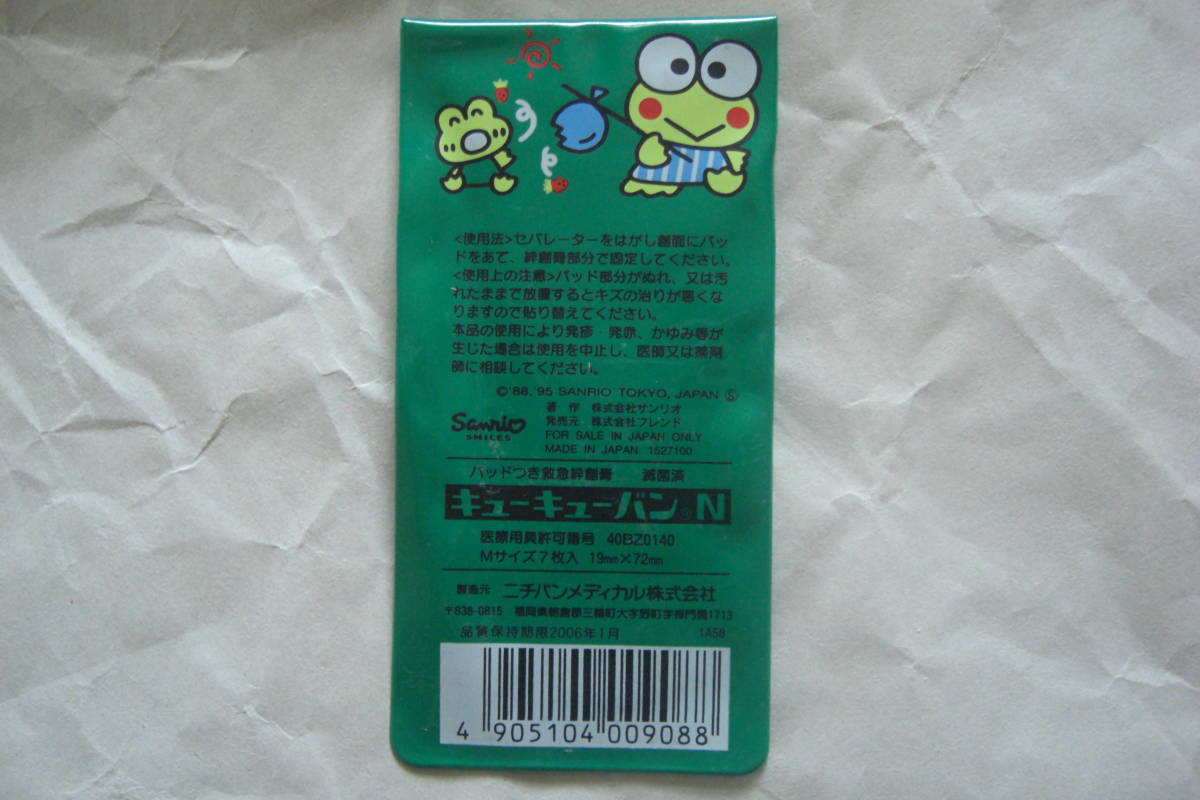 <使用法>セパレーターをはがし創面にパッ
ドをあて、絆創膏部分で固定してください。
<使用上の注意>パッド部分がぬれ、又は汚
れたままで放置するとキズの治りが悪くな
りますので貼り替えてください。
本品の使用により発疹・発赤、かゆみ等が
生じた場合は使用を中止し、医師又は薬剤
師に相談してください。
©'88, '95 SANRIO TOKYO, JAPAN Ⓢ
Sanrio
SMILES
著 作 株式会社サンリオ
発売元 株式会社フレンド
FOR SALE IN JAPAN ONLY
MADE IN JAPAN 1527100
パッドつき救急絆創膏 滅菌済
キューキューバン®N
医療用具許可番号 40BZ0140
Mサイズ7枚入 19mm×72mm
製造元 ニチバンメディカル株式会社
〒838-0815 福岡県朝倉郡三輪町大字野町字 1713
品質保持期限2006年1月 1A58
4 905104 009088